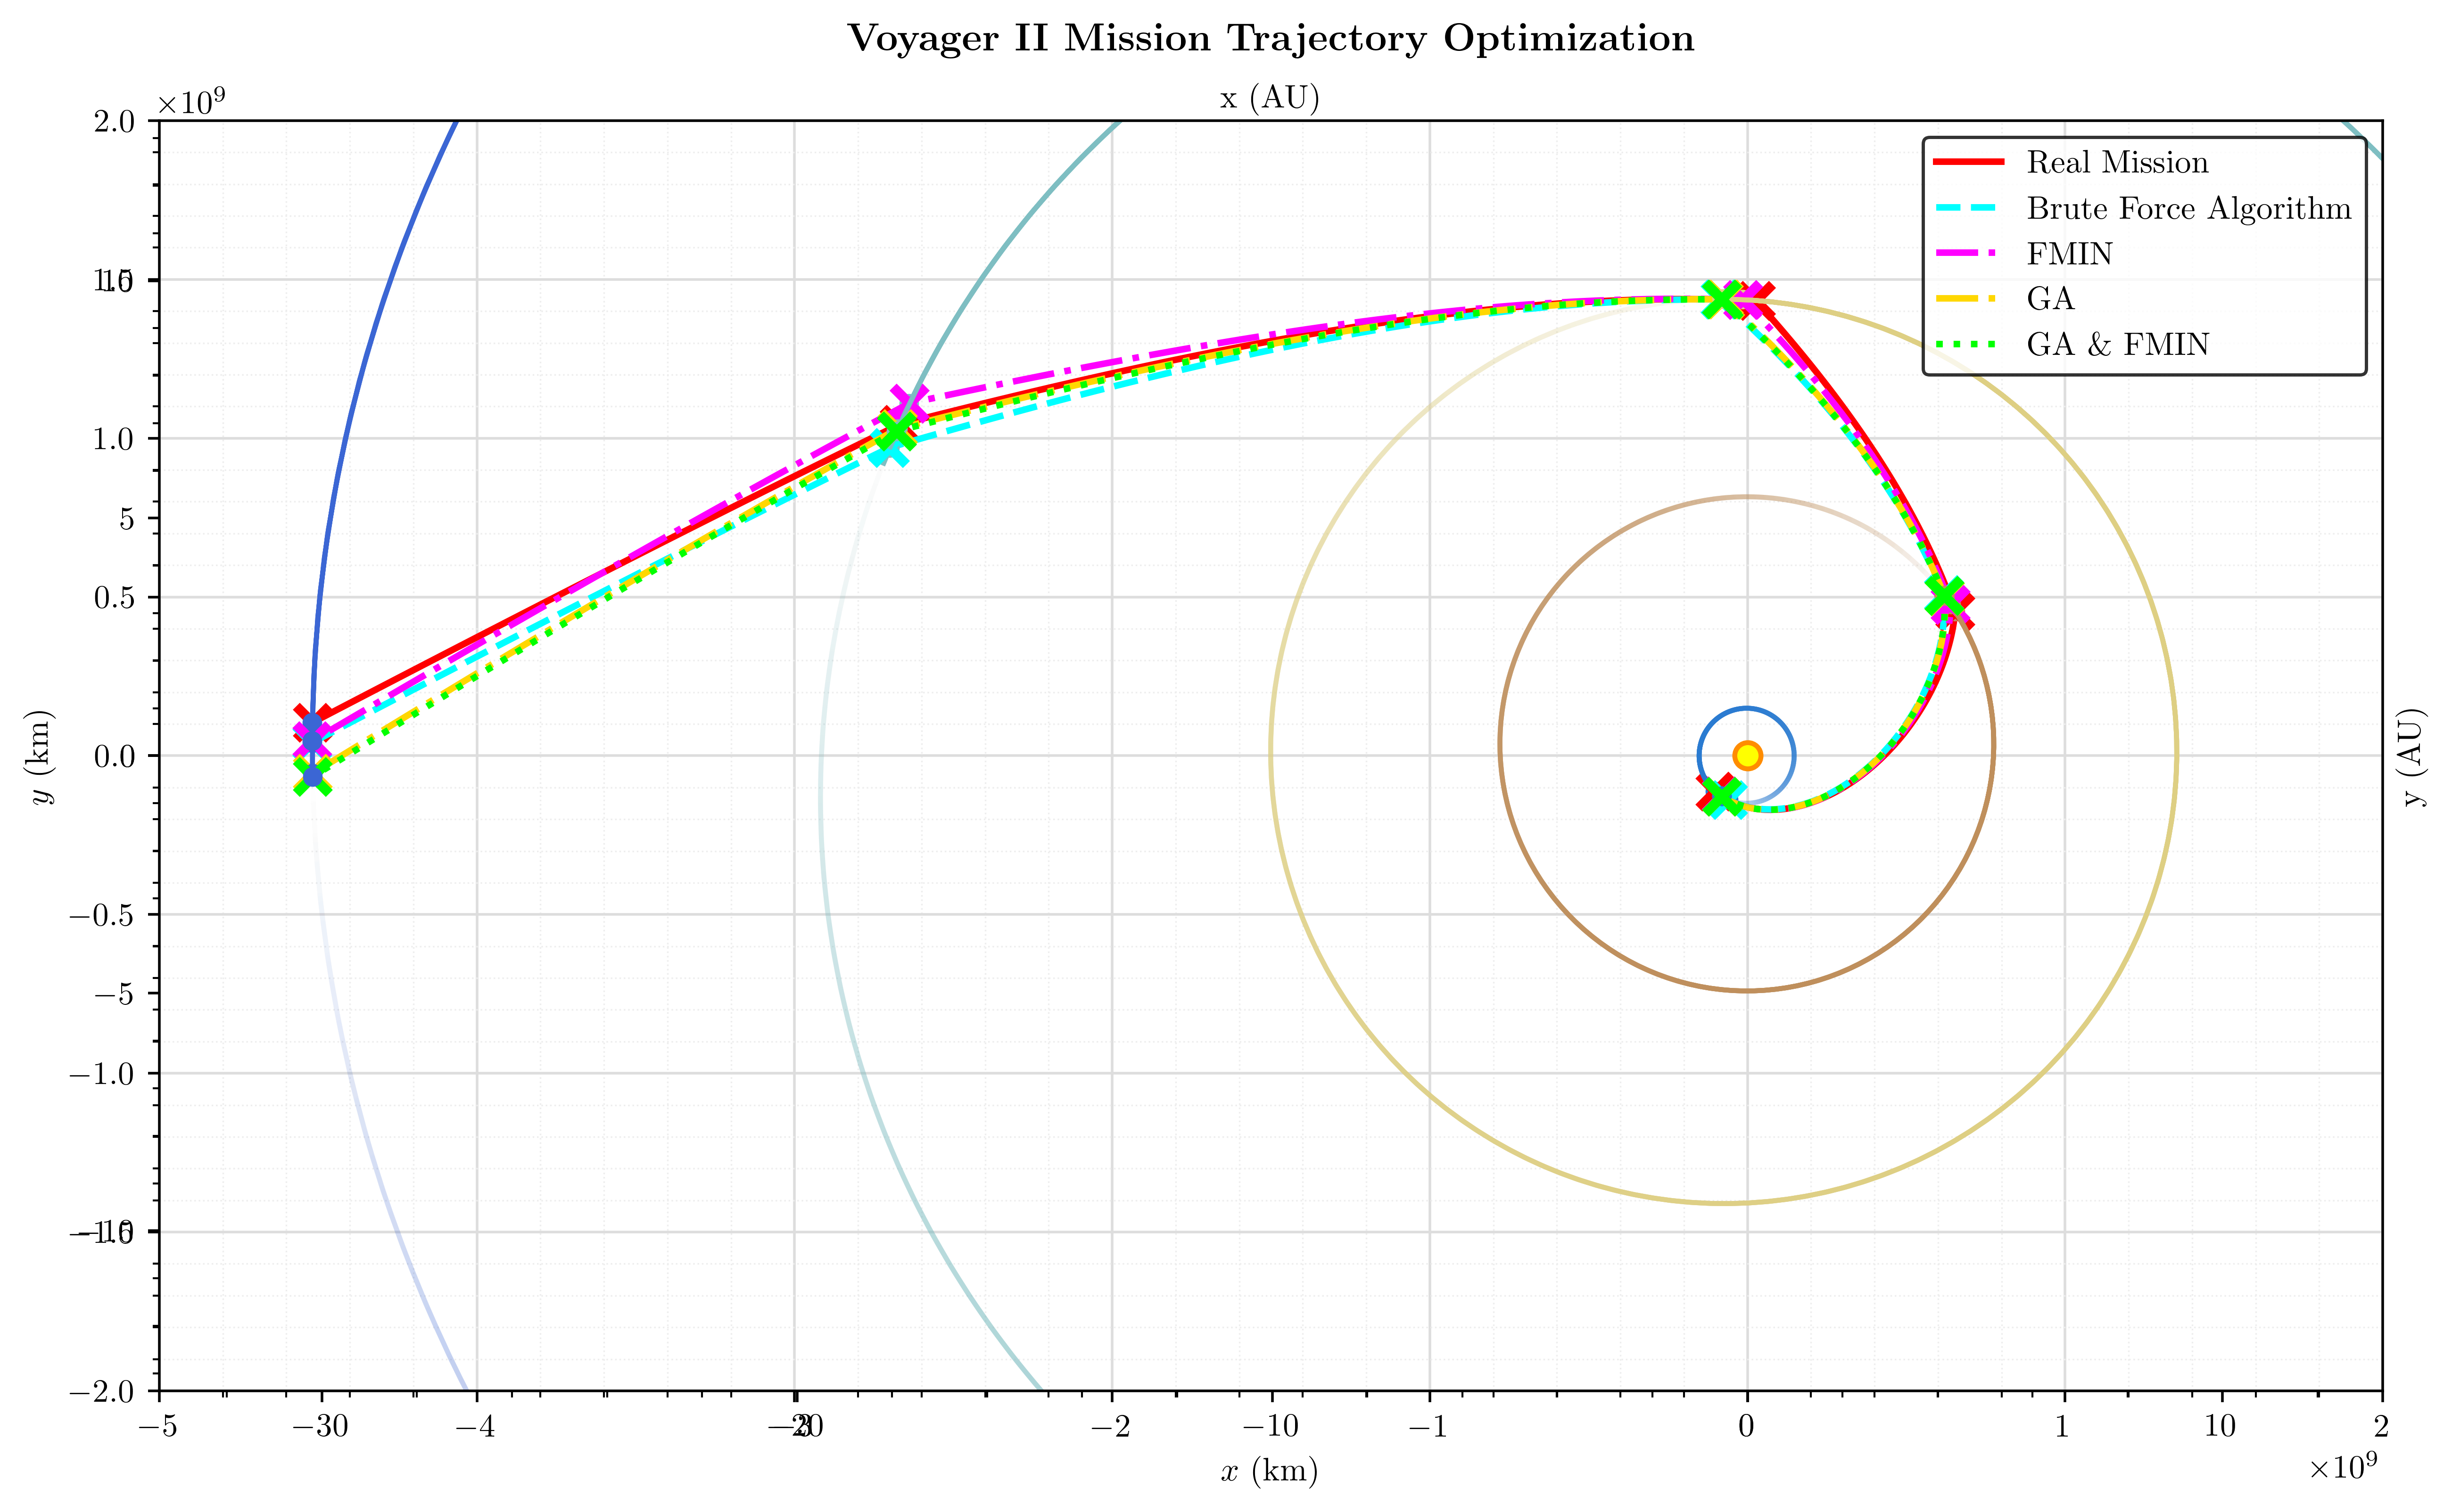 Voyager II Mission Trajectory Optimization
x (AU)
×10⁹
2.0
1.0
5
0.5
0.0
−0.5
−5
−1.0
−2.0
y (km)
y (AU)
Real Mission
Brute Force Algorithm
FMIN
GA
GA & FMIN
−5 −30 −4 −2 −10 −1 0 1 10 2
x (km)
×10⁹